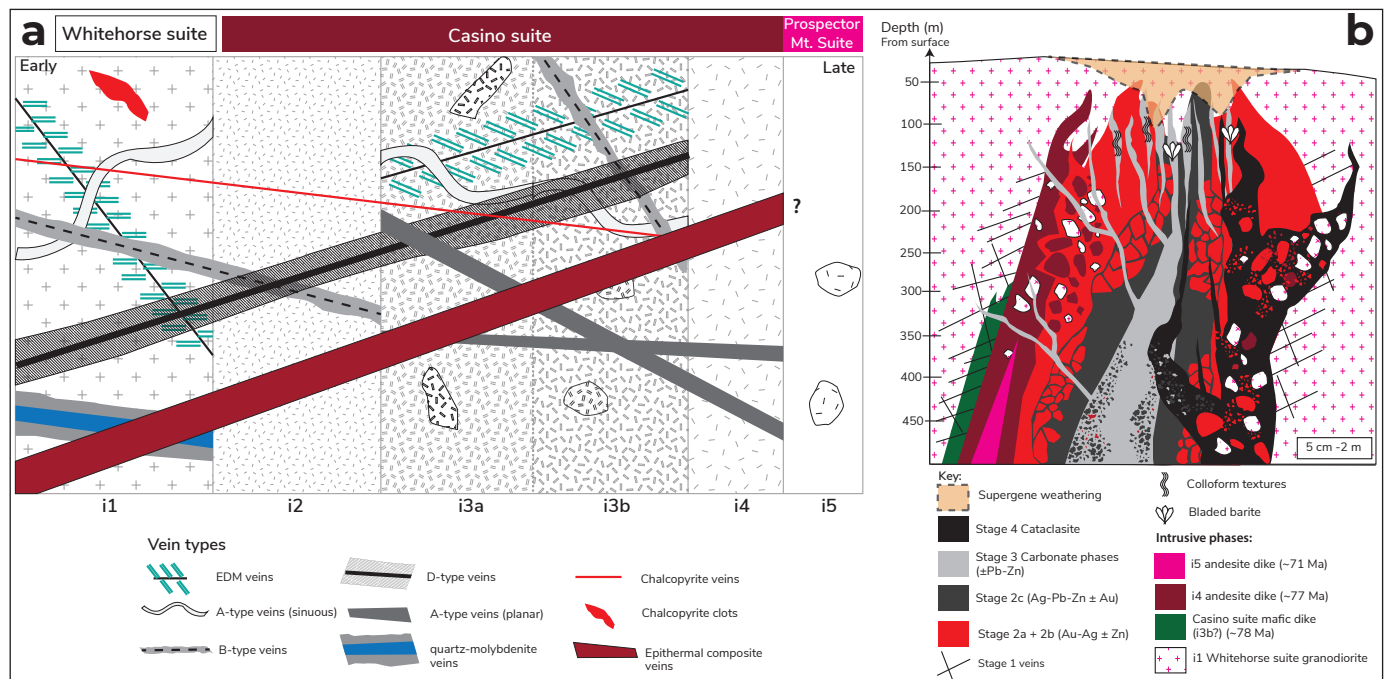 a
Whitehorse suite
Casino suite
Prospector
Mt. Suite
Early
Late
?
i1
i2
i3a
i3b
i4
i5
Vein types
EDM veins
A-type veins (sinuous)
B-type veins
D-type veins
A-type veins (planar)
quartz-molybdenite
veins
Chalcopyrite veins
Chalcopyrite clots
Epithermal composite
veins
b
Depth (m)
From surface
50
100
150
200
250
300
350
400
450
5 cm -2 m
Key:
Supergene weathering
Stage 4 Cataclasite
Stage 3 Carbonate phases
(±Pb-Zn)
Stage 2c (Ag-Pb-Zn ± Au)
Stage 2a + 2b (Au-Ag ± Zn)
Stage 1 veins
Colloform textures
Bladed barite
Intrusive phases:
i5 andesite dike (~71 Ma)
i4 andesite dike (~77 Ma)
Casino suite mafic dike
(i3b?) (~78 Ma)
i1 Whitehorse suite granodiorite